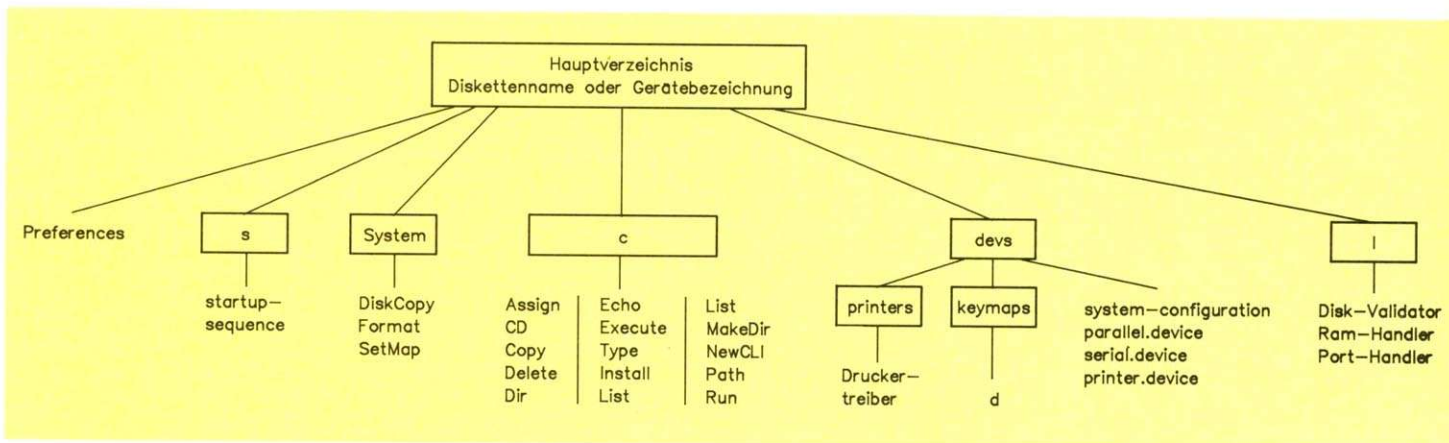 Hauptverzeichnis
Diskettenname oder Gerätebezeichnung
Preferences
s
System
c
devs
l
startup-
sequence
DiskCopy
Format
SetMap
Assign
CD
Copy
Delete
Dir
Echo
Execute
Type
Install
List
List
MakeDir
NewCLI
Path
Run
printers
keymaps
system-configuration
parallel.device
serial.device
printer.device
Drucker-
treiber
d
Disk-Validator
Ram-Handler
Port-Handler